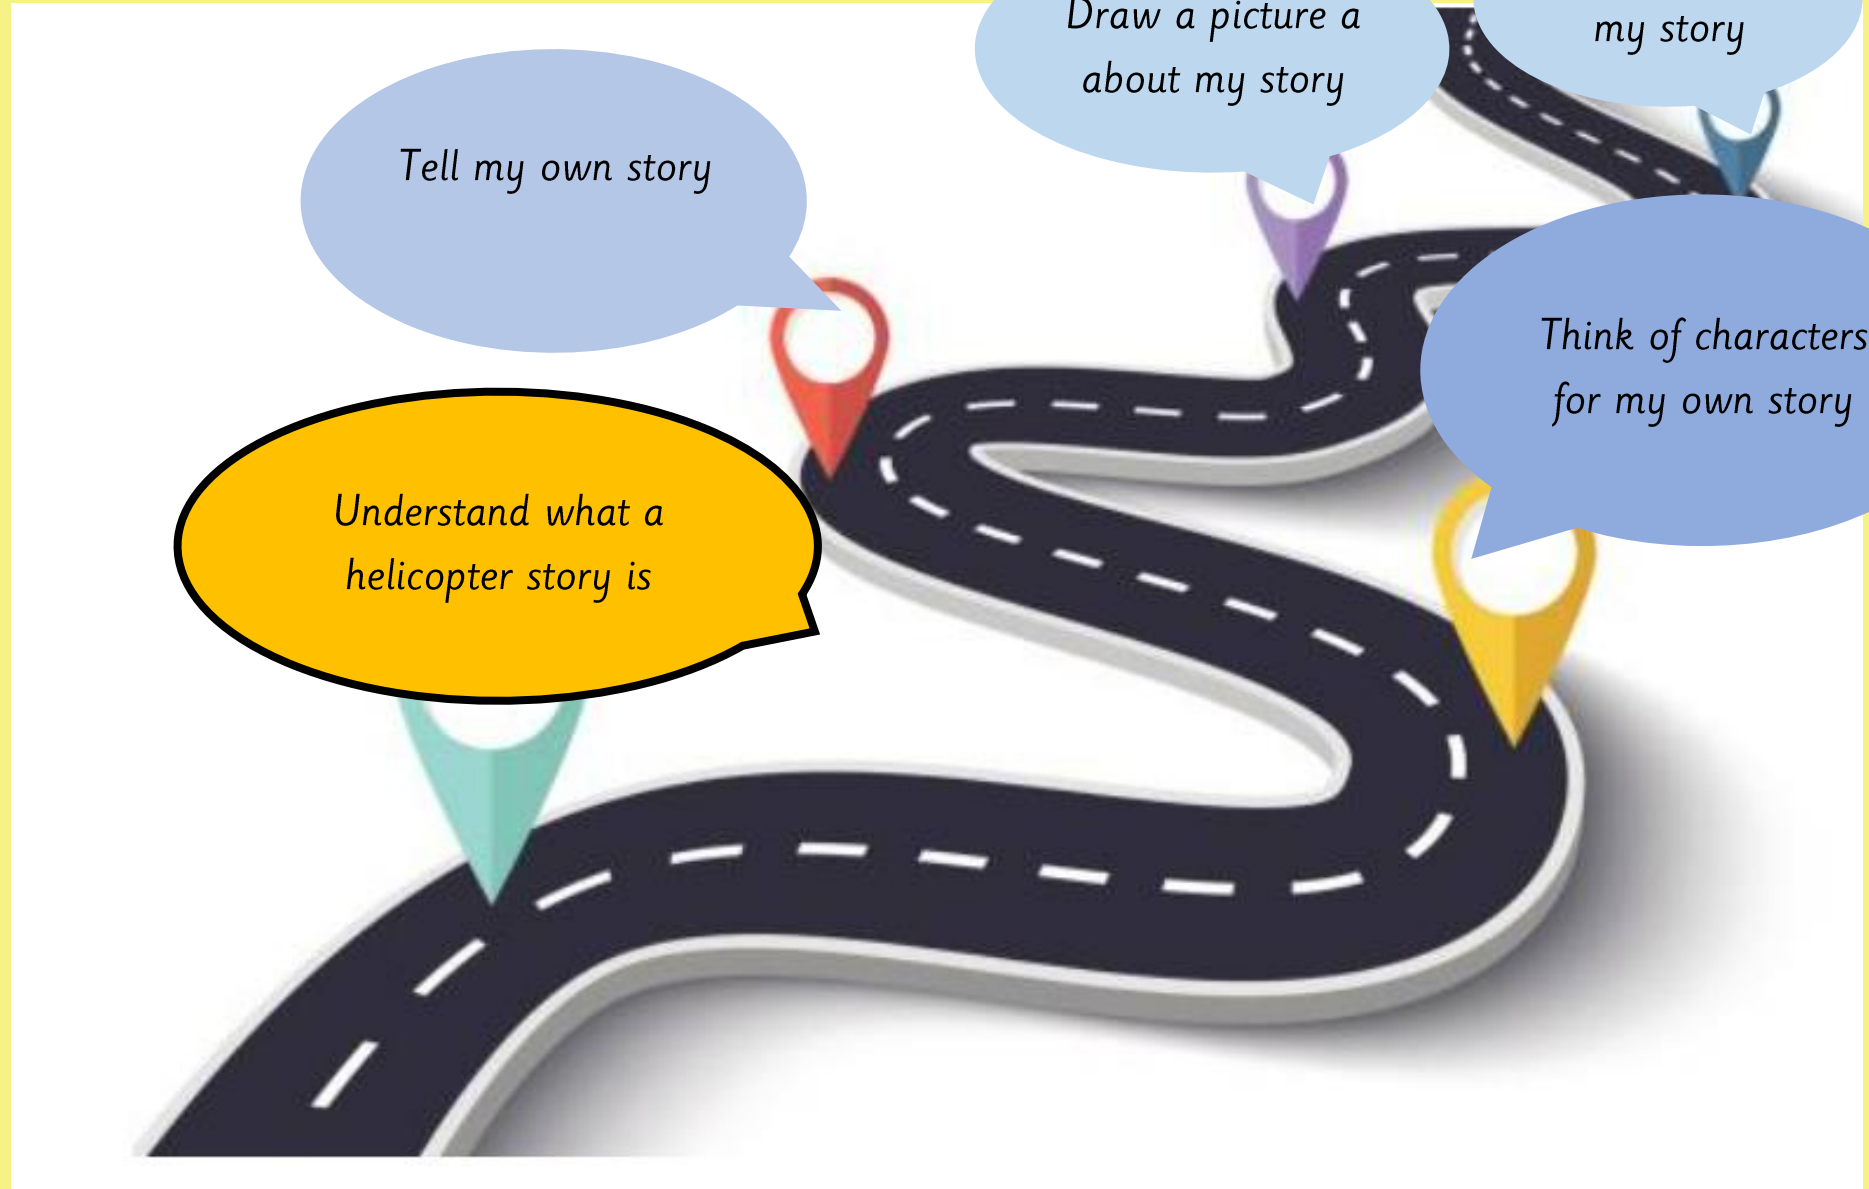 Draw a picture a
about my story
my story
Tell my own story
Think of characters
for my own story
Understand what a
helicopter story is